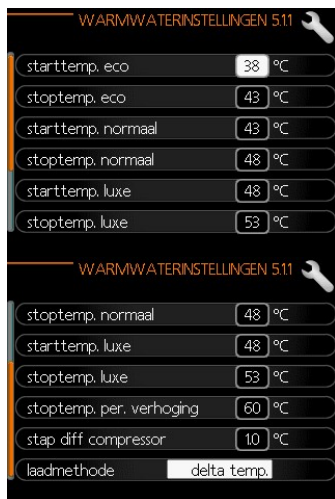 WARMWATERINSTELLINGEN 5.1.1
starttemp. eco 38 °C
stoptemp. eco 43 °C
starttemp. normaal 43 °C
stoptemp. normaal 48 °C
starttemp. luxe 48 °C
stoptemp. luxe 53 °C
WARMWATERINSTELLINGEN 5.1.1
stoptemp. normaal 48 °C
starttemp. luxe 48 °C
stoptemp. luxe 53 °C
stoptemp. per. verhoging 60 °C
stap diff compressor 1.0 °C
laadmethode delta temp.